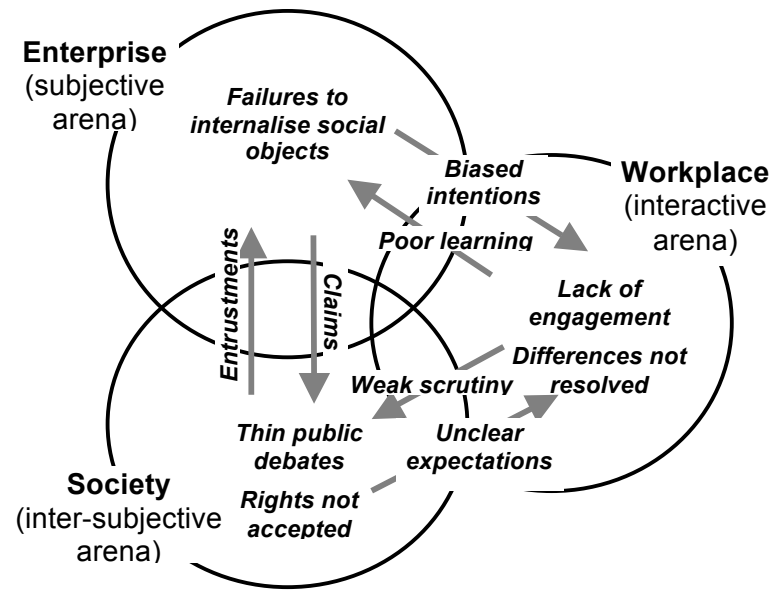 Enterprise
(subjective
arena)
Failures to
internalise social
objects
Biased
intentions
Workplace
(interactive
arena)
Poor learning
Entrustments
Claims
Lack of
engagement
Differences not
resolved
Weak scrutiny
Thin public
debates
Unclear
expectations
Rights not
accepted
Society
(inter-subjective
arena)